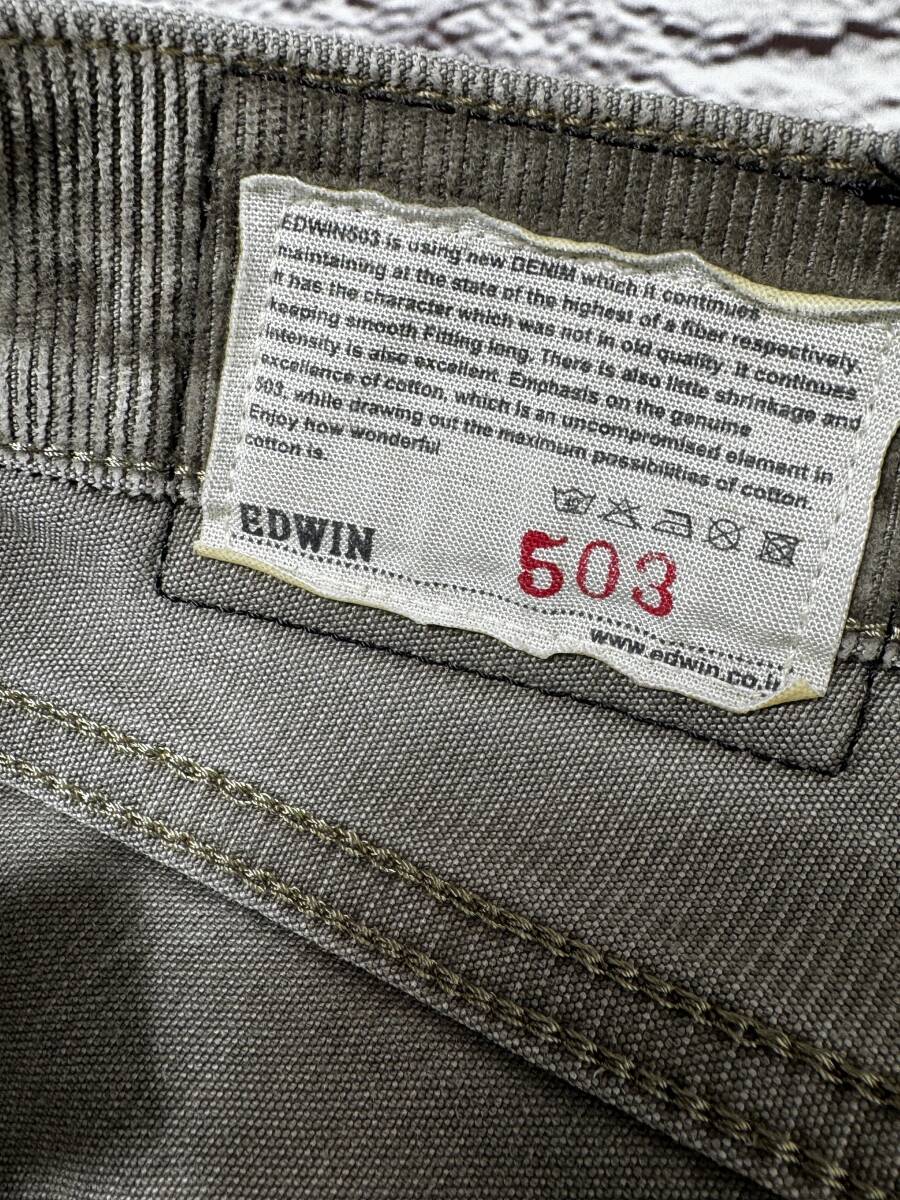 EDWIN503 is using new DENIM which it continues
maintaining at the state of the highest of a fiber respectively.
It has the character which was not in old quality. It continues
keeping smooth Fitting long. There is also little shrinkage and
intensity is also excellent. Emphasis on the genuine
excellence of cotton, which is an uncompromised element in
503, while drawing out the maximum possibilities of cotton.
Enjoy how wonderful
cotton is.
EDWIN
503
www.edwin.co.jp